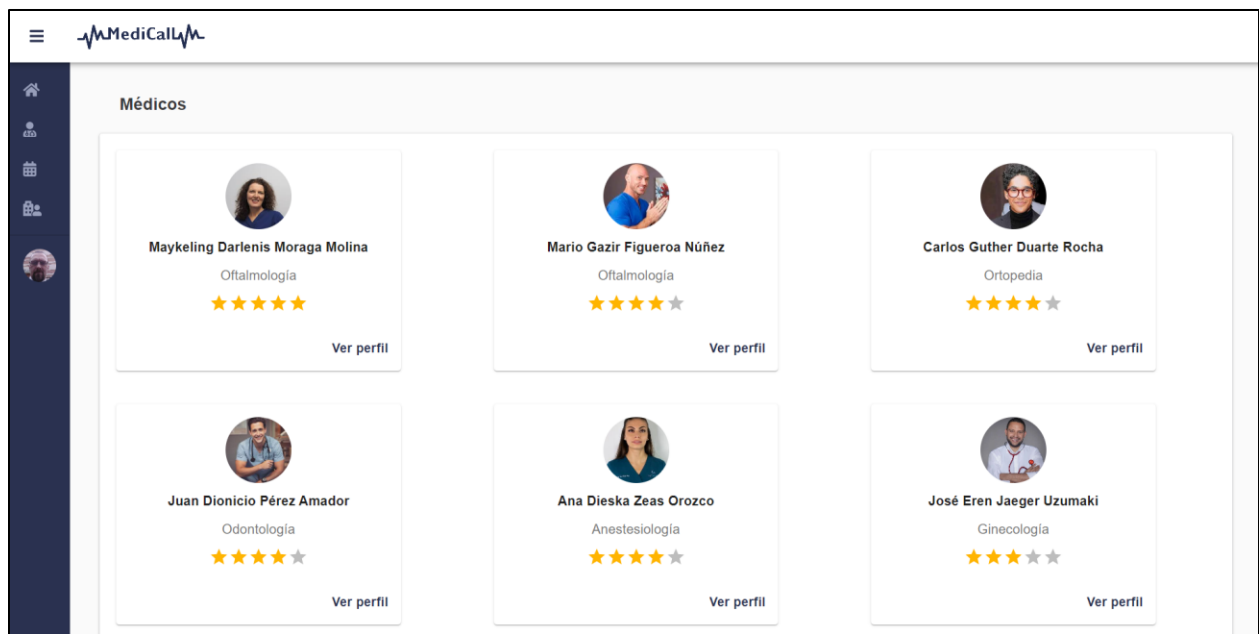 MediCall
Médicos
Maykeling Darlenis Moraga Molina
Oftalmología
Ver perfil
Mario Gazir Figueroa Núñez
Oftalmología
Ver perfil
Carlos Guther Duarte Rocha
Ortopedia
Ver perfil
Juan Dionicio Pérez Amador
Odontología
Ver perfil
Ana Dieska Zeas Orozco
Anestesiología
Ver perfil
José Eren Jaeger Uzumaki
Ginecología
Ver perfil